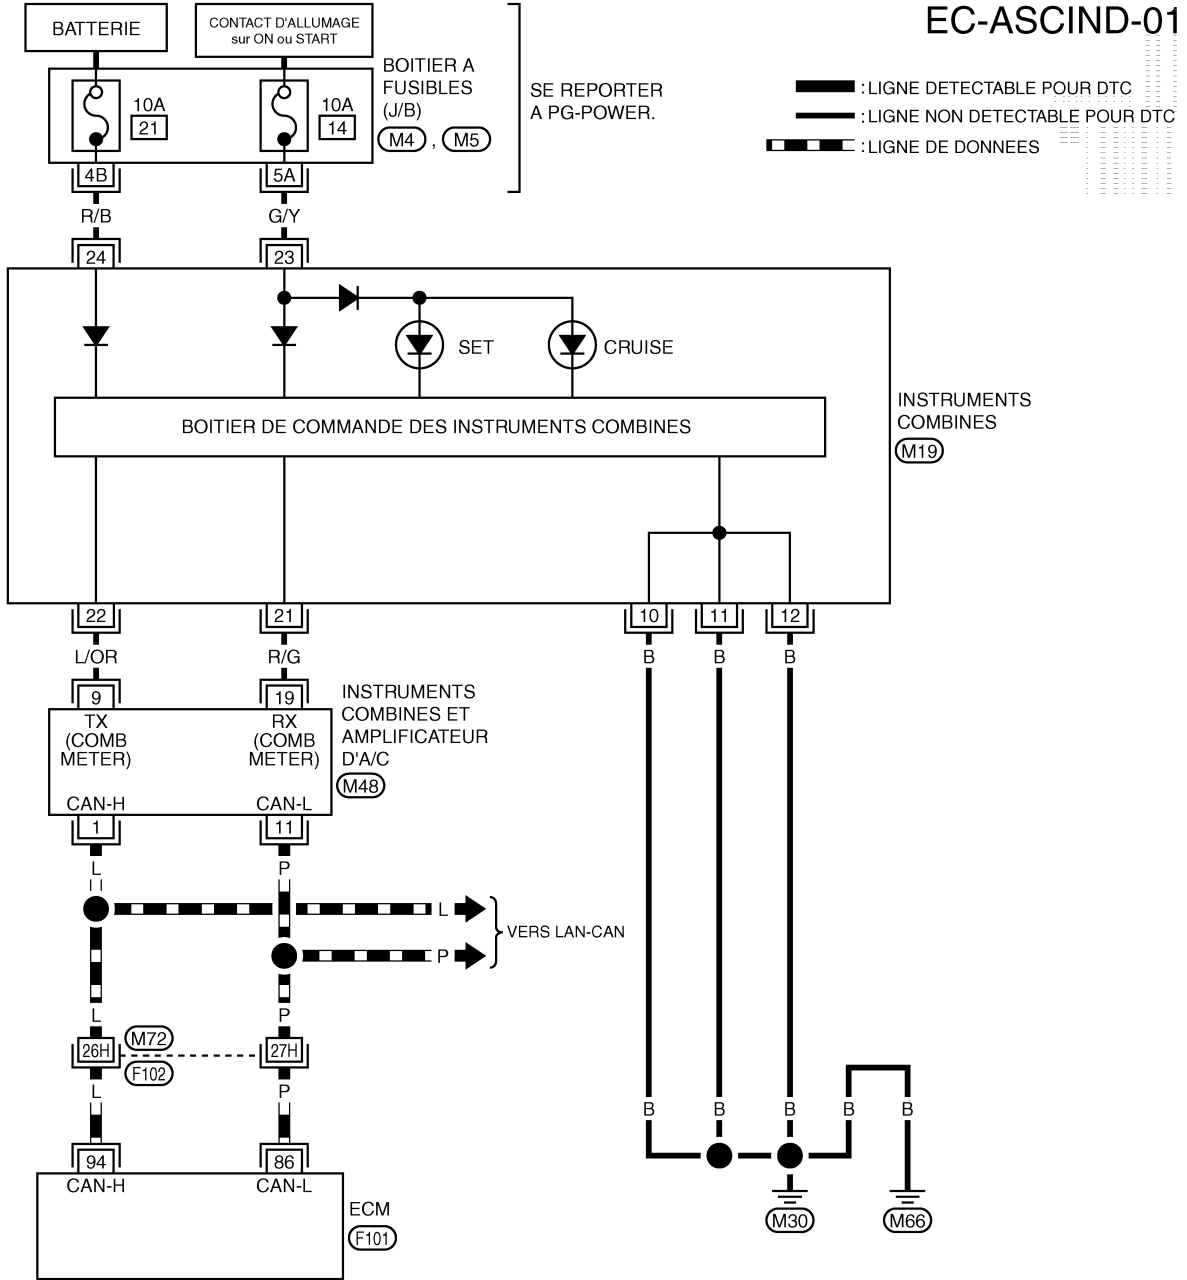 EC-ASCIND-01
BATTERIE
CONTACT D'ALLUMAGE
sur ON ou START
BOITIER A
FUSIBLES
(J/B)
M4 , M5
10A
21
10A
14
SE REPORTER
A PG-POWER.
: LIGNE DETECTABLE POUR DTC
: LIGNE NON DETECTABLE POUR DTC
: LIGNE DE DONNEES
4B
5A
R/B
G/Y
24
23
SET
CRUISE
BOITIER DE COMMANDE DES INSTRUMENTS COMBINES
INSTRUMENTS
COMBINES
M19
22
21
10
11
12
L/OR
R/G
B
B
B
9
19
TX
(COMB
METER)
RX
(COMB
METER)
INSTRUMENTS
COMBINES ET
AMPLIFICATEUR
D'A/C
M48
CAN-H
CAN-L
1
11
L
P
L
P
VERS LAN-CAN
L
P
26H
M72
F102
27H
L
P
B
B
B
B
B
94
86
CAN-H
CAN-L
ECM
F101
M30
M66